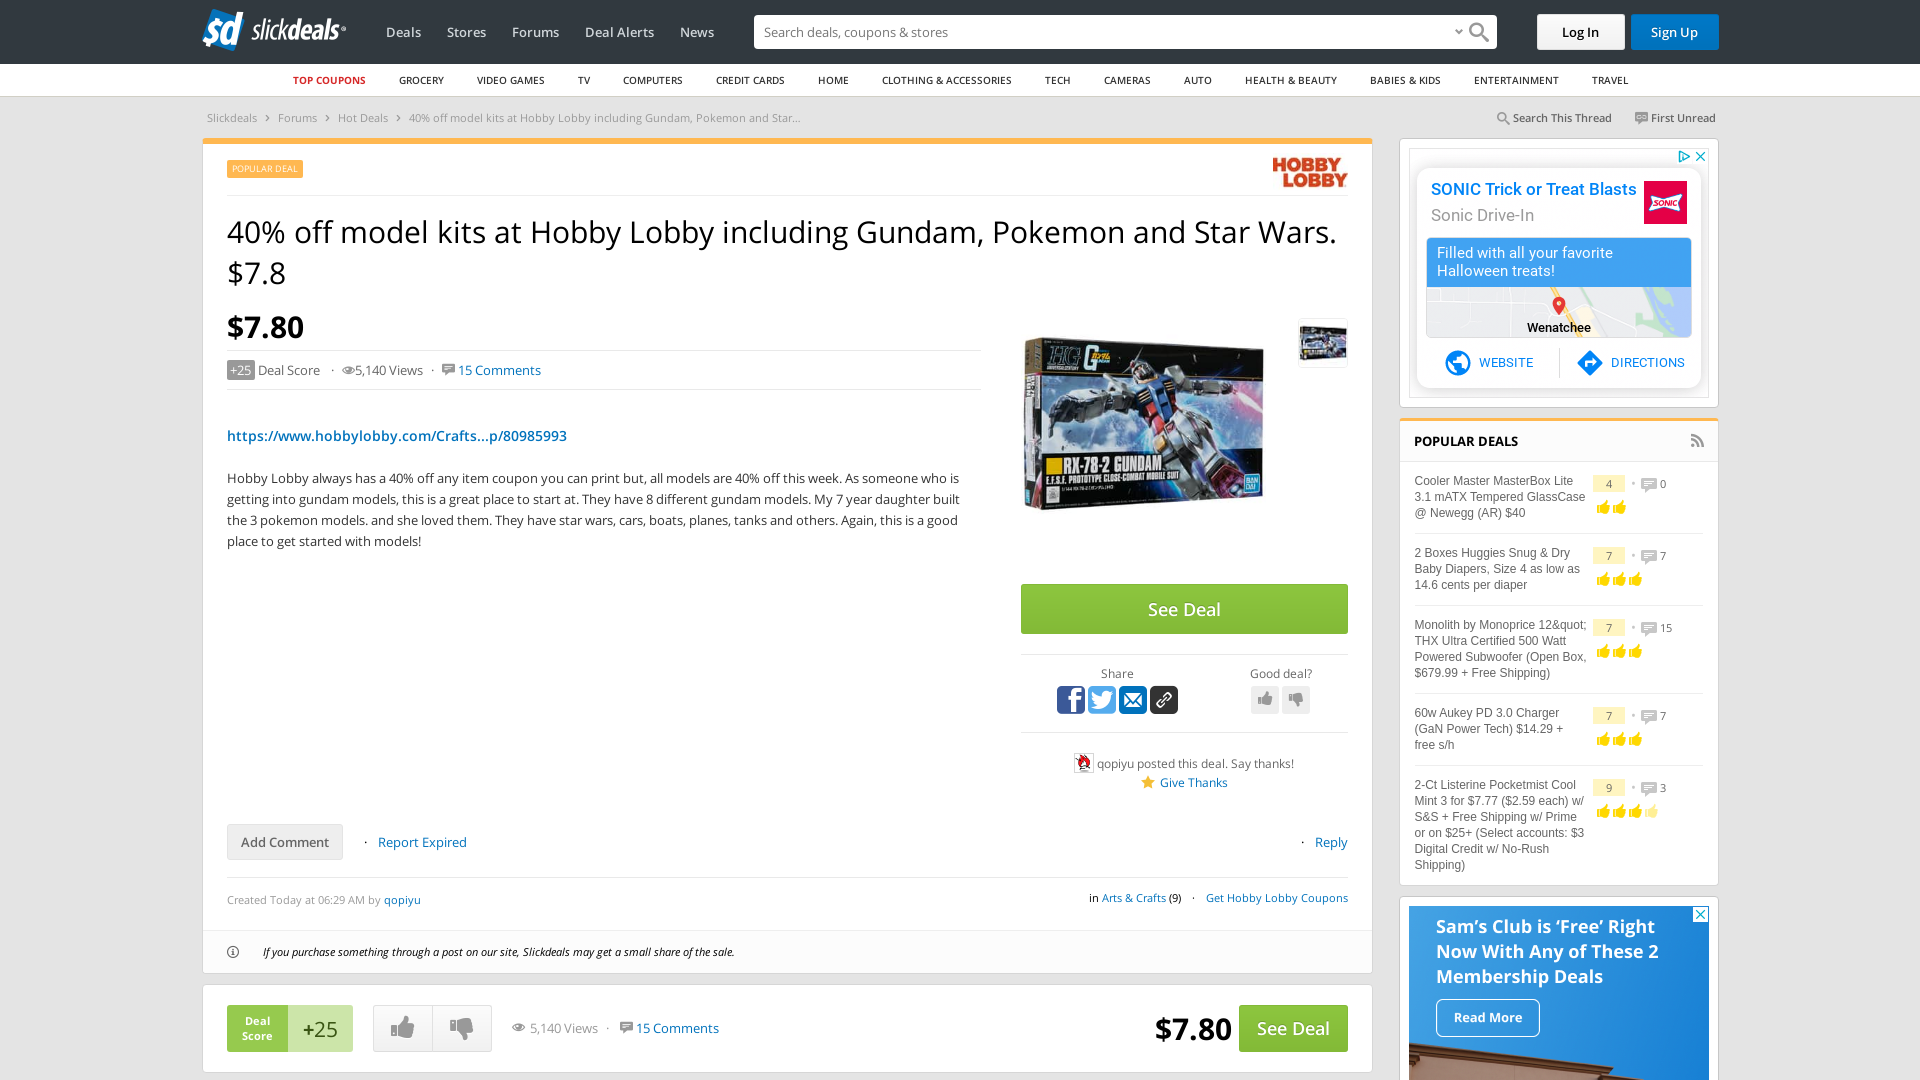 sd slickdeals
Deals
Stores
Forums
Deal Alerts
News
Search deals, coupons & stores
Log In
Sign Up
TOP COUPONS
GROCERY
VIDEO GAMES
TV
COMPUTERS
CREDIT CARDS
HOME
CLOTHING & ACCESSORIES
TECH
CAMERAS
AUTO
HEALTH & BEAUTY
BABIES & KIDS
ENTERTAINMENT
TRAVEL
Slickdeals > Forums > Hot Deals > 40% off model kits at Hobby Lobby including Gundam, Pokemon and Star...
Search This Thread
First Unread
POPULAR DEAL
HOBBY
LOBBY
40% off model kits at Hobby Lobby including Gundam, Pokemon and Star Wars.
$7.8
$7.80
+25 Deal Score · 5,140 Views · 15 Comments
https://www.hobbylobby.com/Crafts...p/80985993
Hobby Lobby always has a 40% off any item coupon you can print but, all models are 40% off this week. As someone who is
getting into gundam models, this is a great place to start at. They have 8 different gundam models. My 7 year daughter built
the 3 pokemon models. and she loved them. They have star wars, cars, boats, planes, tanks and others. Again, this is a good
place to get started with models!
HG
RX-78-2 GUNDAM
E.F.S.F. PROTOTYPE CLOSE-COMBAT MOBILE SUIT
BANDAI
See Deal
Share
Good deal?
qopiyu posted this deal. Say thanks!
Give Thanks
Add Comment
· Report Expired
· Reply
Created Today at 06:29 AM by qopiyu
in Arts & Crafts (9) · Get Hobby Lobby Coupons
If you purchase something through a post on our site, Slickdeals may get a small share of the sale.
Deal
Score
+25
5,140 Views · 15 Comments
$7.80
See Deal
SONIC Trick or Treat Blasts
Sonic Drive-In
SONIC
Filled with all your favorite
Halloween treats!
Wenatchee
WEBSITE
DIRECTIONS
POPULAR DEALS
Cooler Master MasterBox Lite
3.1 mATX Tempered GlassCase
@ Newegg (AR) $40
4 • 0
2 Boxes Huggies Snug & Dry
Baby Diapers, Size 4 as low as
14.6 cents per diaper
7 • 7
Monolith by Monoprice 12&quot;
THX Ultra Certified 500 Watt
Powered Subwoofer (Open Box,
$679.99 + Free Shipping)
7 • 15
60w Aukey PD 3.0 Charger
(GaN Power Tech) $14.29 +
free s/h
7 • 7
2-Ct Listerine Pocketmist Cool
Mint 3 for $7.77 ($2.59 each) w/
S&S + Free Shipping w/ Prime
or on $25+ (Select accounts: $3
Digital Credit w/ No-Rush
Shipping)
9 • 3
Sam's Club is 'Free' Right
Now With Any of These 2
Membership Deals
Read More